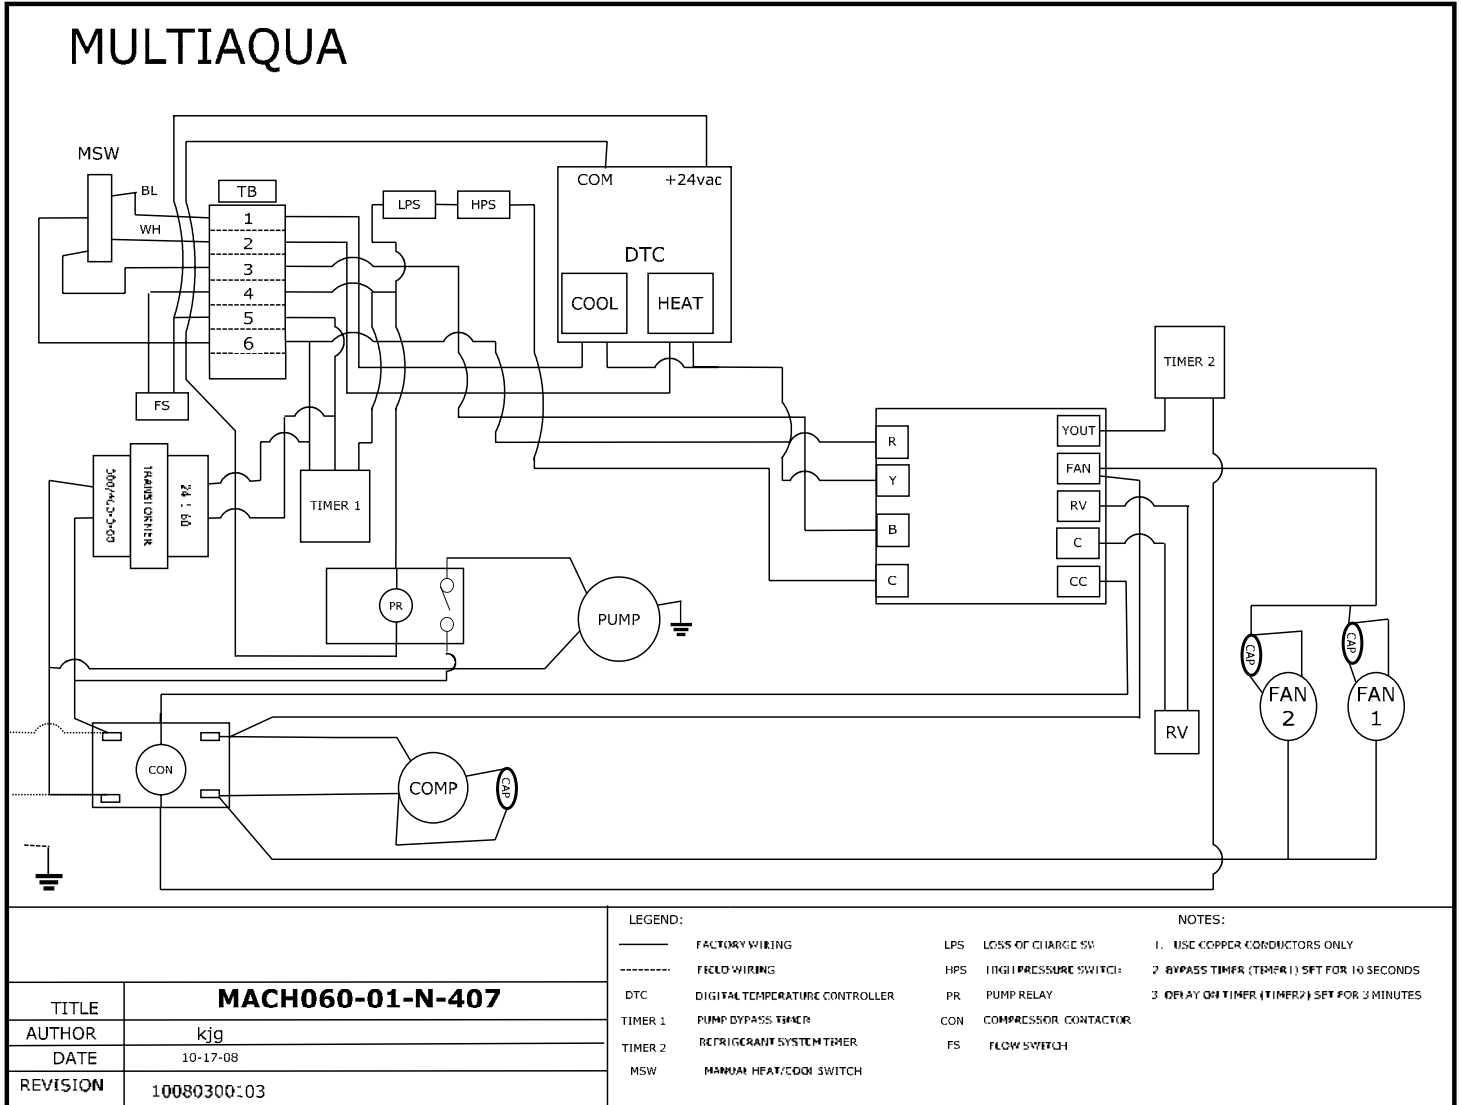 MULTIAQUA
MSW
BL
WH
TB
1
2
3
4
5
6
LPS
HPS
COM
+24vac
DTC
COOL
HEAT
FS
TIMER 1
TIMER 2
TRANSFORMER
24 60
PR
PUMP
R
Y
B
C
YOUT
FAN
RV
C
CC
CAP
CAP
FAN
2
FAN
1
RV
CON
COMP
CAP
LEGEND:
FACTORY WIRING
FIELD WIRING
DTC DIGITAL TEMPERATURE CONTROLLER
TIMER 1 PUMP BYPASS TIMER
TIMER 2 REFRIGERANT SYSTEM TIMER
MSW MANUAL HEAT/COOL SWITCH
LPS LOSS OF CHARGE SW
HPS HIGH PRESSURE SWITCH
PR PUMP RELAY
CON COMPRESSOR CONTACTOR
FS FLOW SWITCH
NOTES:
1. USE COPPER CONDUCTORS ONLY
2 BYPASS TIMER (TIMER1) SET FOR 10 SECONDS
3 DELAY ON TIMER (TIMER2) SET FOR 3 MINUTES
TITLE MACH060-01-N-407
AUTHOR kjg
DATE 10-17-08
REVISION 10080300103